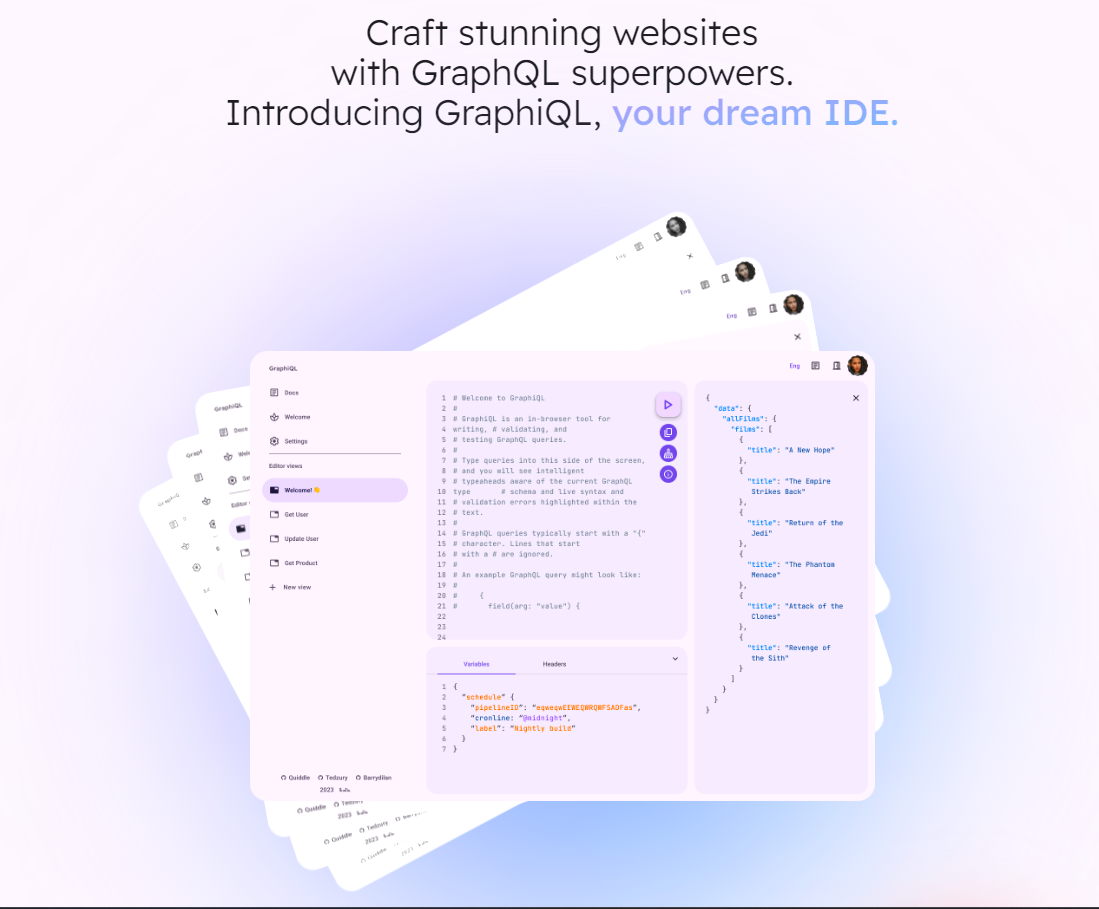 Craft stunning websites
with GraphQL superpowers.
Introducing GraphiQL, your dream IDE.
Eng
Eng
Eng
GraphiQL
Docs
GraphiQL
Eng
Docs
Welcome
Settings
Editor views
Welcome! 👋
Get User
Update User
Get Product
+ New view
1 # Welcome to GraphiQL
2 #
3 # GraphiQL is an in-browser tool for
4 writing, # validating, and
5 # testing GraphQL queries.
6 #
7 # Type queries into this side of the screen,
8 # and you will see intelligent
9 # typeaheads aware of the current GraphQL
10 type # schema and live syntax and
11 # validation errors highlighted within the
12 # text.
13 #
14 # GraphQL queries typically start with a "{"
15 # character. Lines that start
16 # with a # are ignored.
17 #
18 # An example GraphQL query might look like:
19 #
20 # {
21 # field(arg: "value") {
22
23
24
Variables
Headers
1 {
2 "schedule" {
3 "pipelineID": "eqweqwEEWEQWRQWFSADFas",
4 "cronline: "@midnight",
5 "label": "Nightly build"
6 }
7 }
{
"data": {
"allFilms": {
"films": [
{
"title": "A New Hope"
},
{
"title": "The Empire
Strikes Back"
},
{
"title": "Return of the
Jedi"
},
{
"title": "The Phantom
Menace"
},
{
"title": "Attack of the
Clones"
},
{
"title": "Revenge of
the Sith"
}
]
}
}
}
Guiddle Tedzury Barrydilan
2023
Guiddle
2023
Guiddle Tedzury
2023
Guiddle
2023